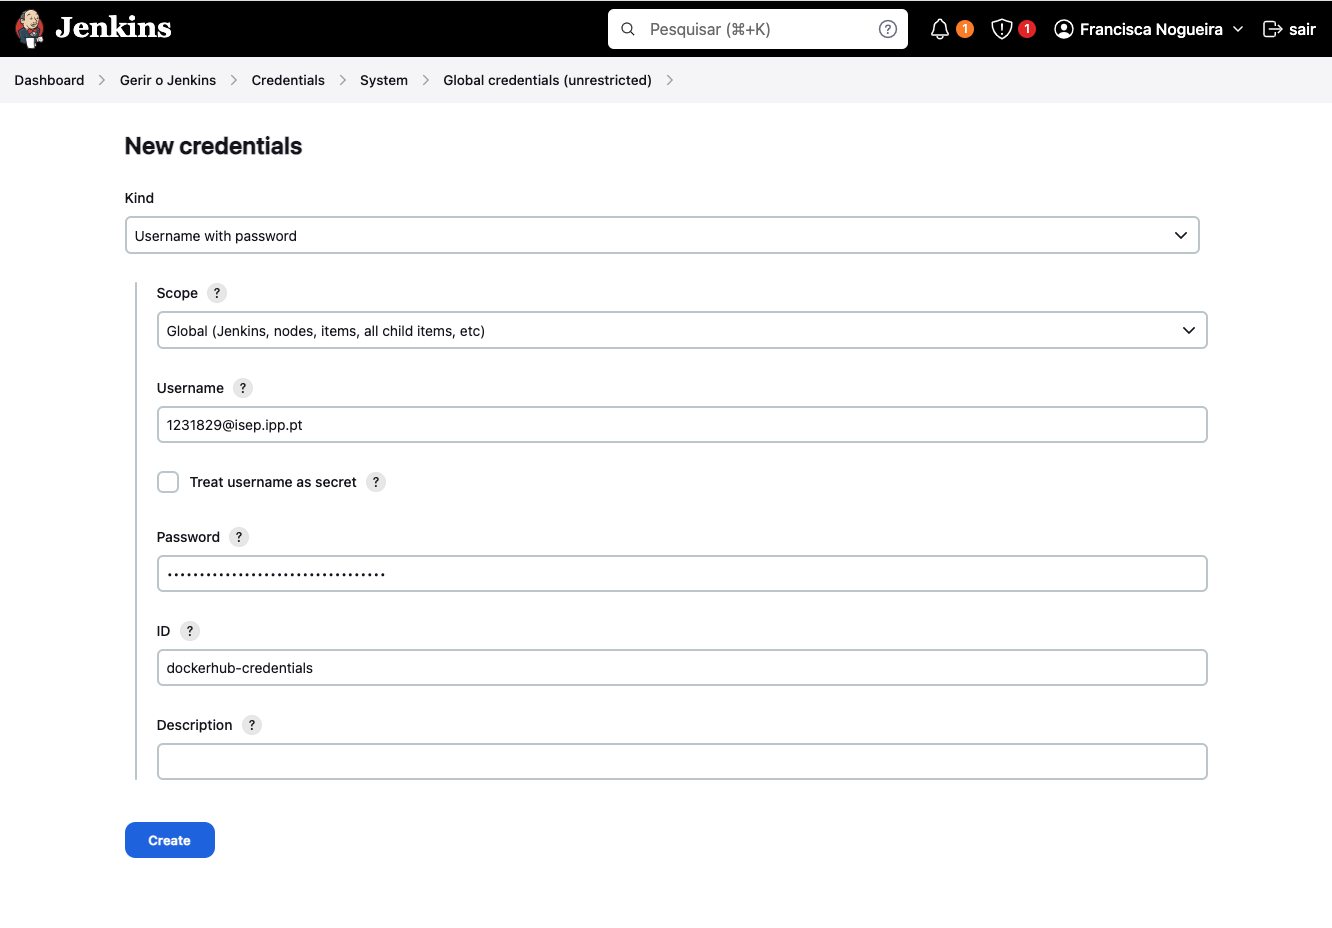 Jenkins
Pesquisar (⌘+K)
?
1
1
Francisca Nogueira
sair
Dashboard > Gerir o Jenkins > Credentials > System > Global credentials (unrestricted) >
New credentials
Kind
Username with password
Scope ?
Global (Jenkins, nodes, items, all child items, etc)
Username ?
1231829@isep.ipp.pt
Treat username as secret ?
Password ?
••••••••••••••••••••••••••••••••••
ID ?
dockerhub-credentials
Description ?
Create